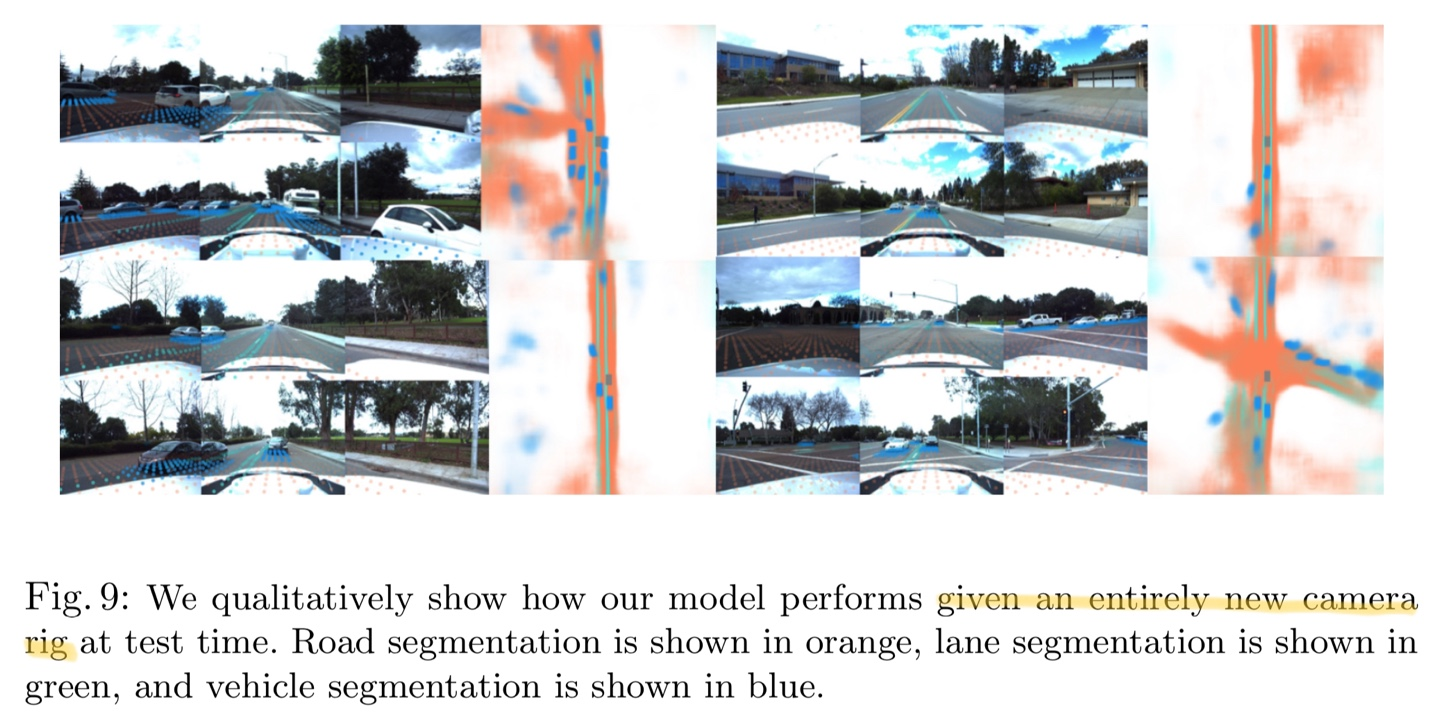 Fig. 9: We qualitatively show how our model performs given an entirely new camera
rig at test time. Road segmentation is shown in orange, lane segmentation is shown in
green, and vehicle segmentation is shown in blue.